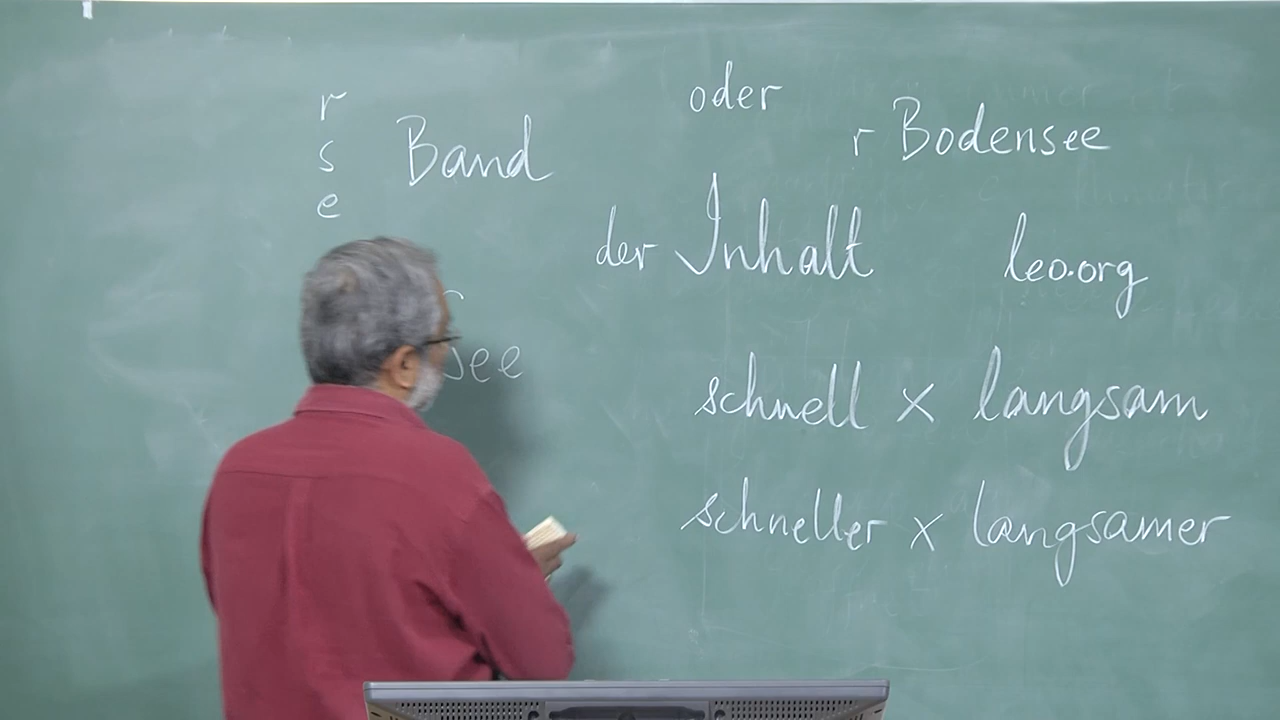 r
s Band
e
See
oder
r Bodensee
der Inhalt
leo.org
schnell x langsam
schneller x langsamer